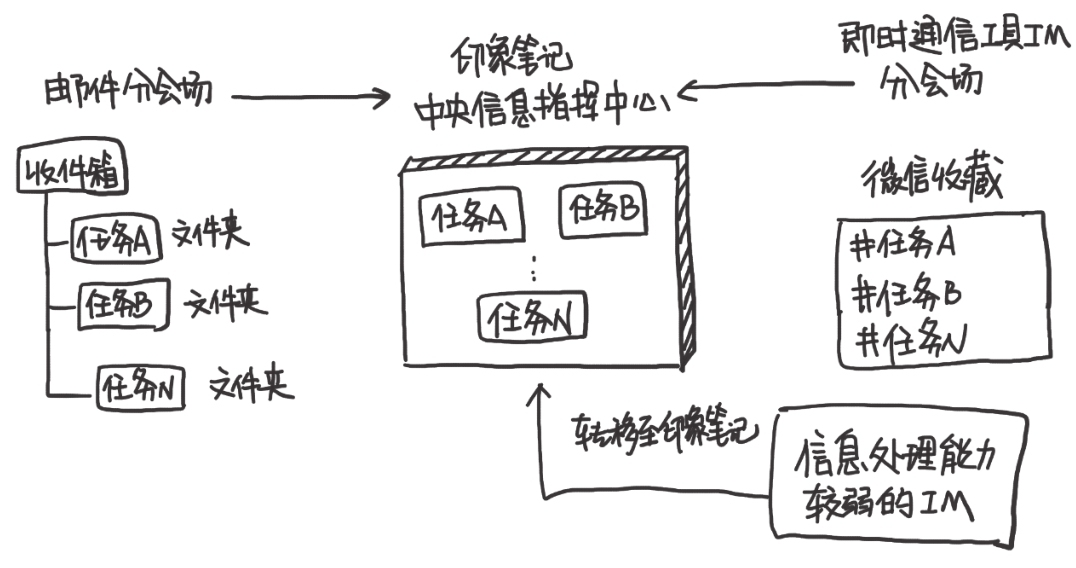 邮件分会场
收件箱
任务A 文件夹
任务B 文件夹
任务N 文件夹
印象笔记
中央信息指挥中心
任务A 任务B
⋮
任务N
转移至印象笔记
即时通信工具IM
分会场
微信收藏
#任务A
#任务B
#任务N
信息处理能力
较弱的IM